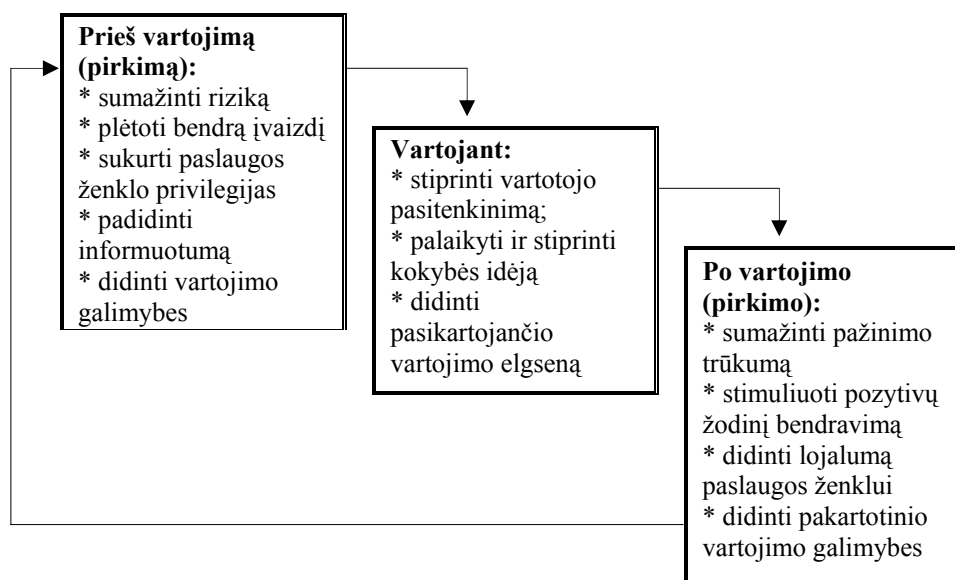 Prieš vartojimą
(pirkimą):
* sumažinti riziką
* plėtoti bendrą įvaizdį
* sukurti paslaugos
ženklo privilegijas
* padidinti
informuotumą
* didinti vartojimo
galimybes
Vartojant:
* stiprinti vartotojo
pasitenkinimą;
* palaikyti ir stiprinti
kokybės idėją
* didinti
pasikartojančio
vartojimo elgseną
Po vartojimo
(pirkimo):
* sumažinti pažinimo
trūkumą
* stimuliuoti pozytivų
žodinį bendravimą
* didinti lojalumą
paslaugos ženklui
* didinti pakartotinio
vartojimo galimybes